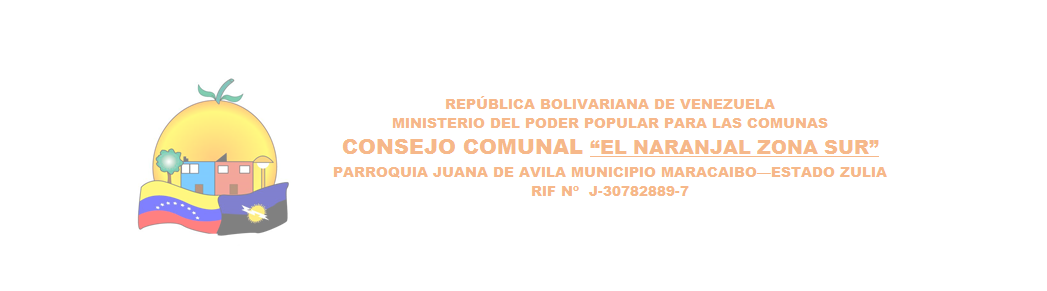 REPÚBLICA BOLIVARIANA DE VENEZUELA
MINISTERIO DEL PODER POPULAR PARA LAS COMUNAS
CONSEJO COMUNAL “EL NARANJAL ZONA SUR”
PARROQUIA JUANA DE AVILA MUNICIPIO MARACAIBO—ESTADO ZULIA
RIF Nº J-30782889-7